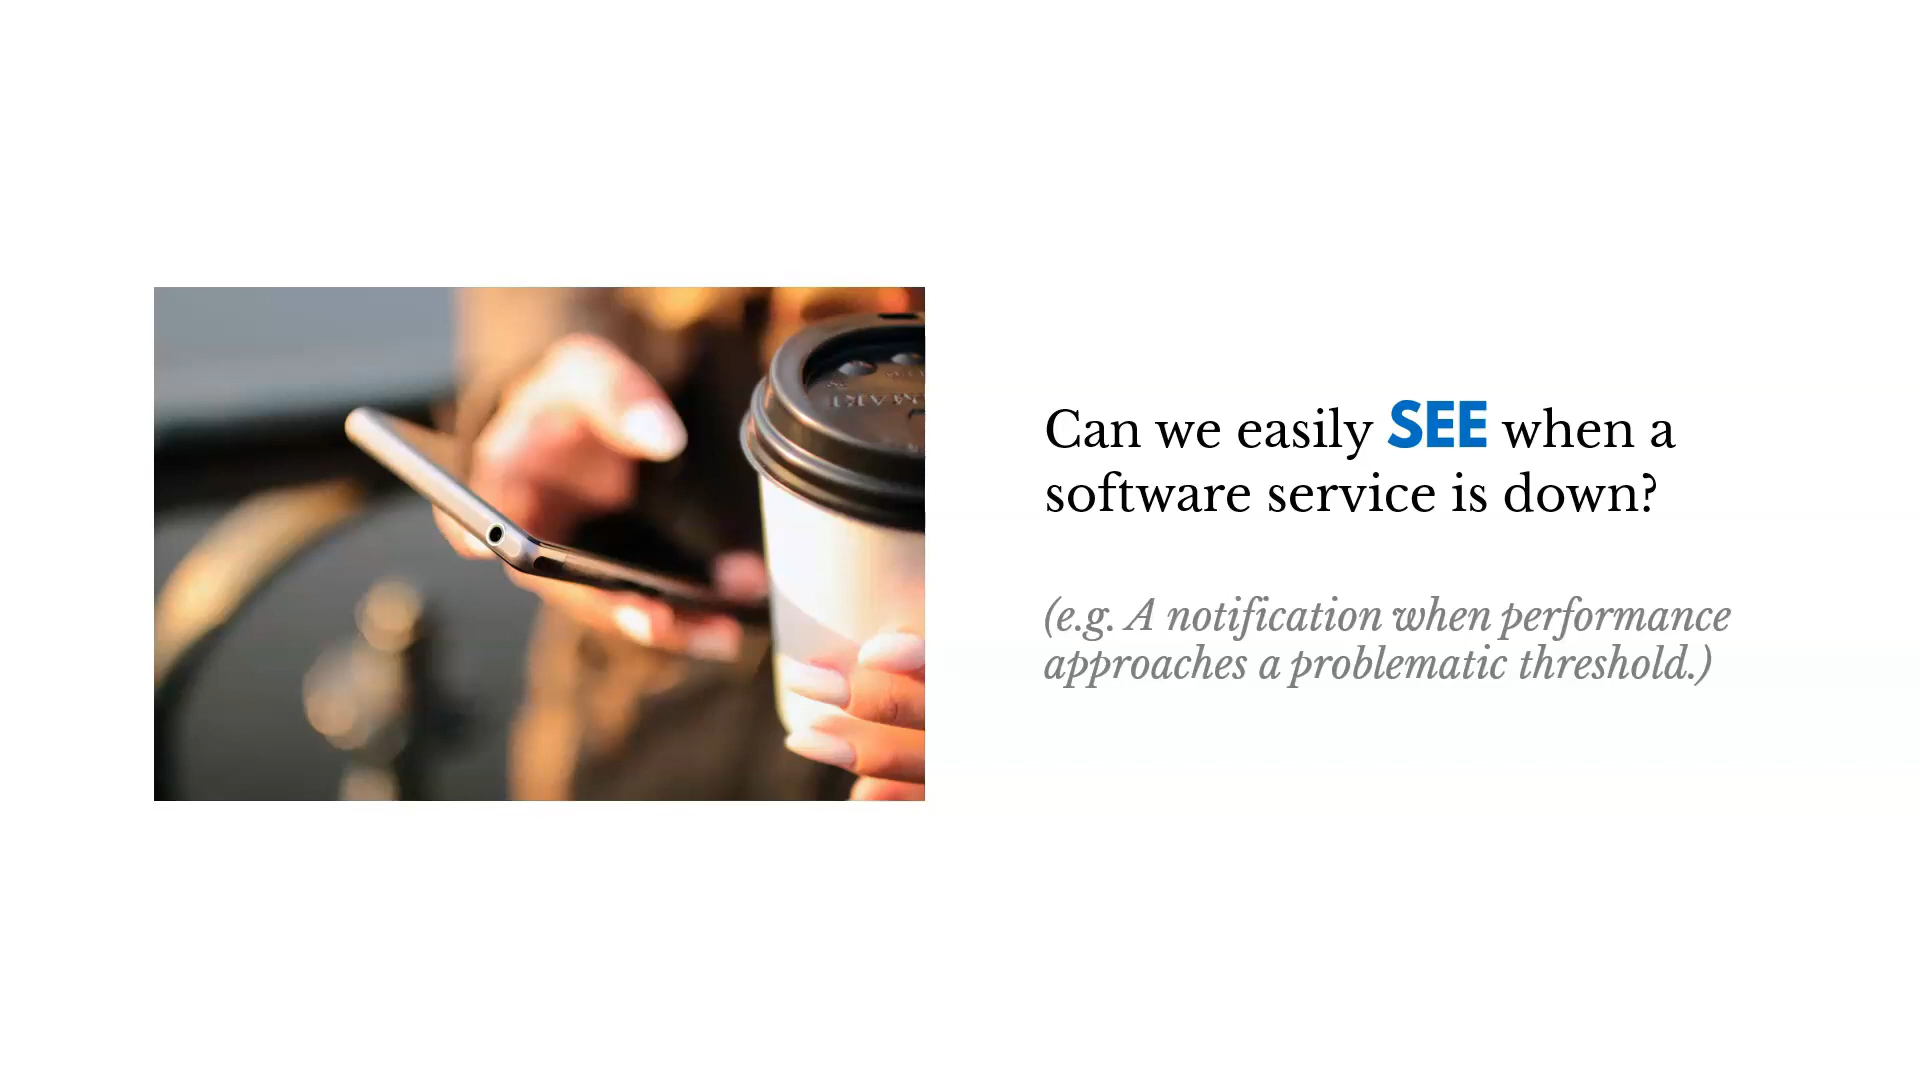 Can we easily SEE when a
software service is down?
(e.g. A notification when performance
approaches a problematic threshold.)